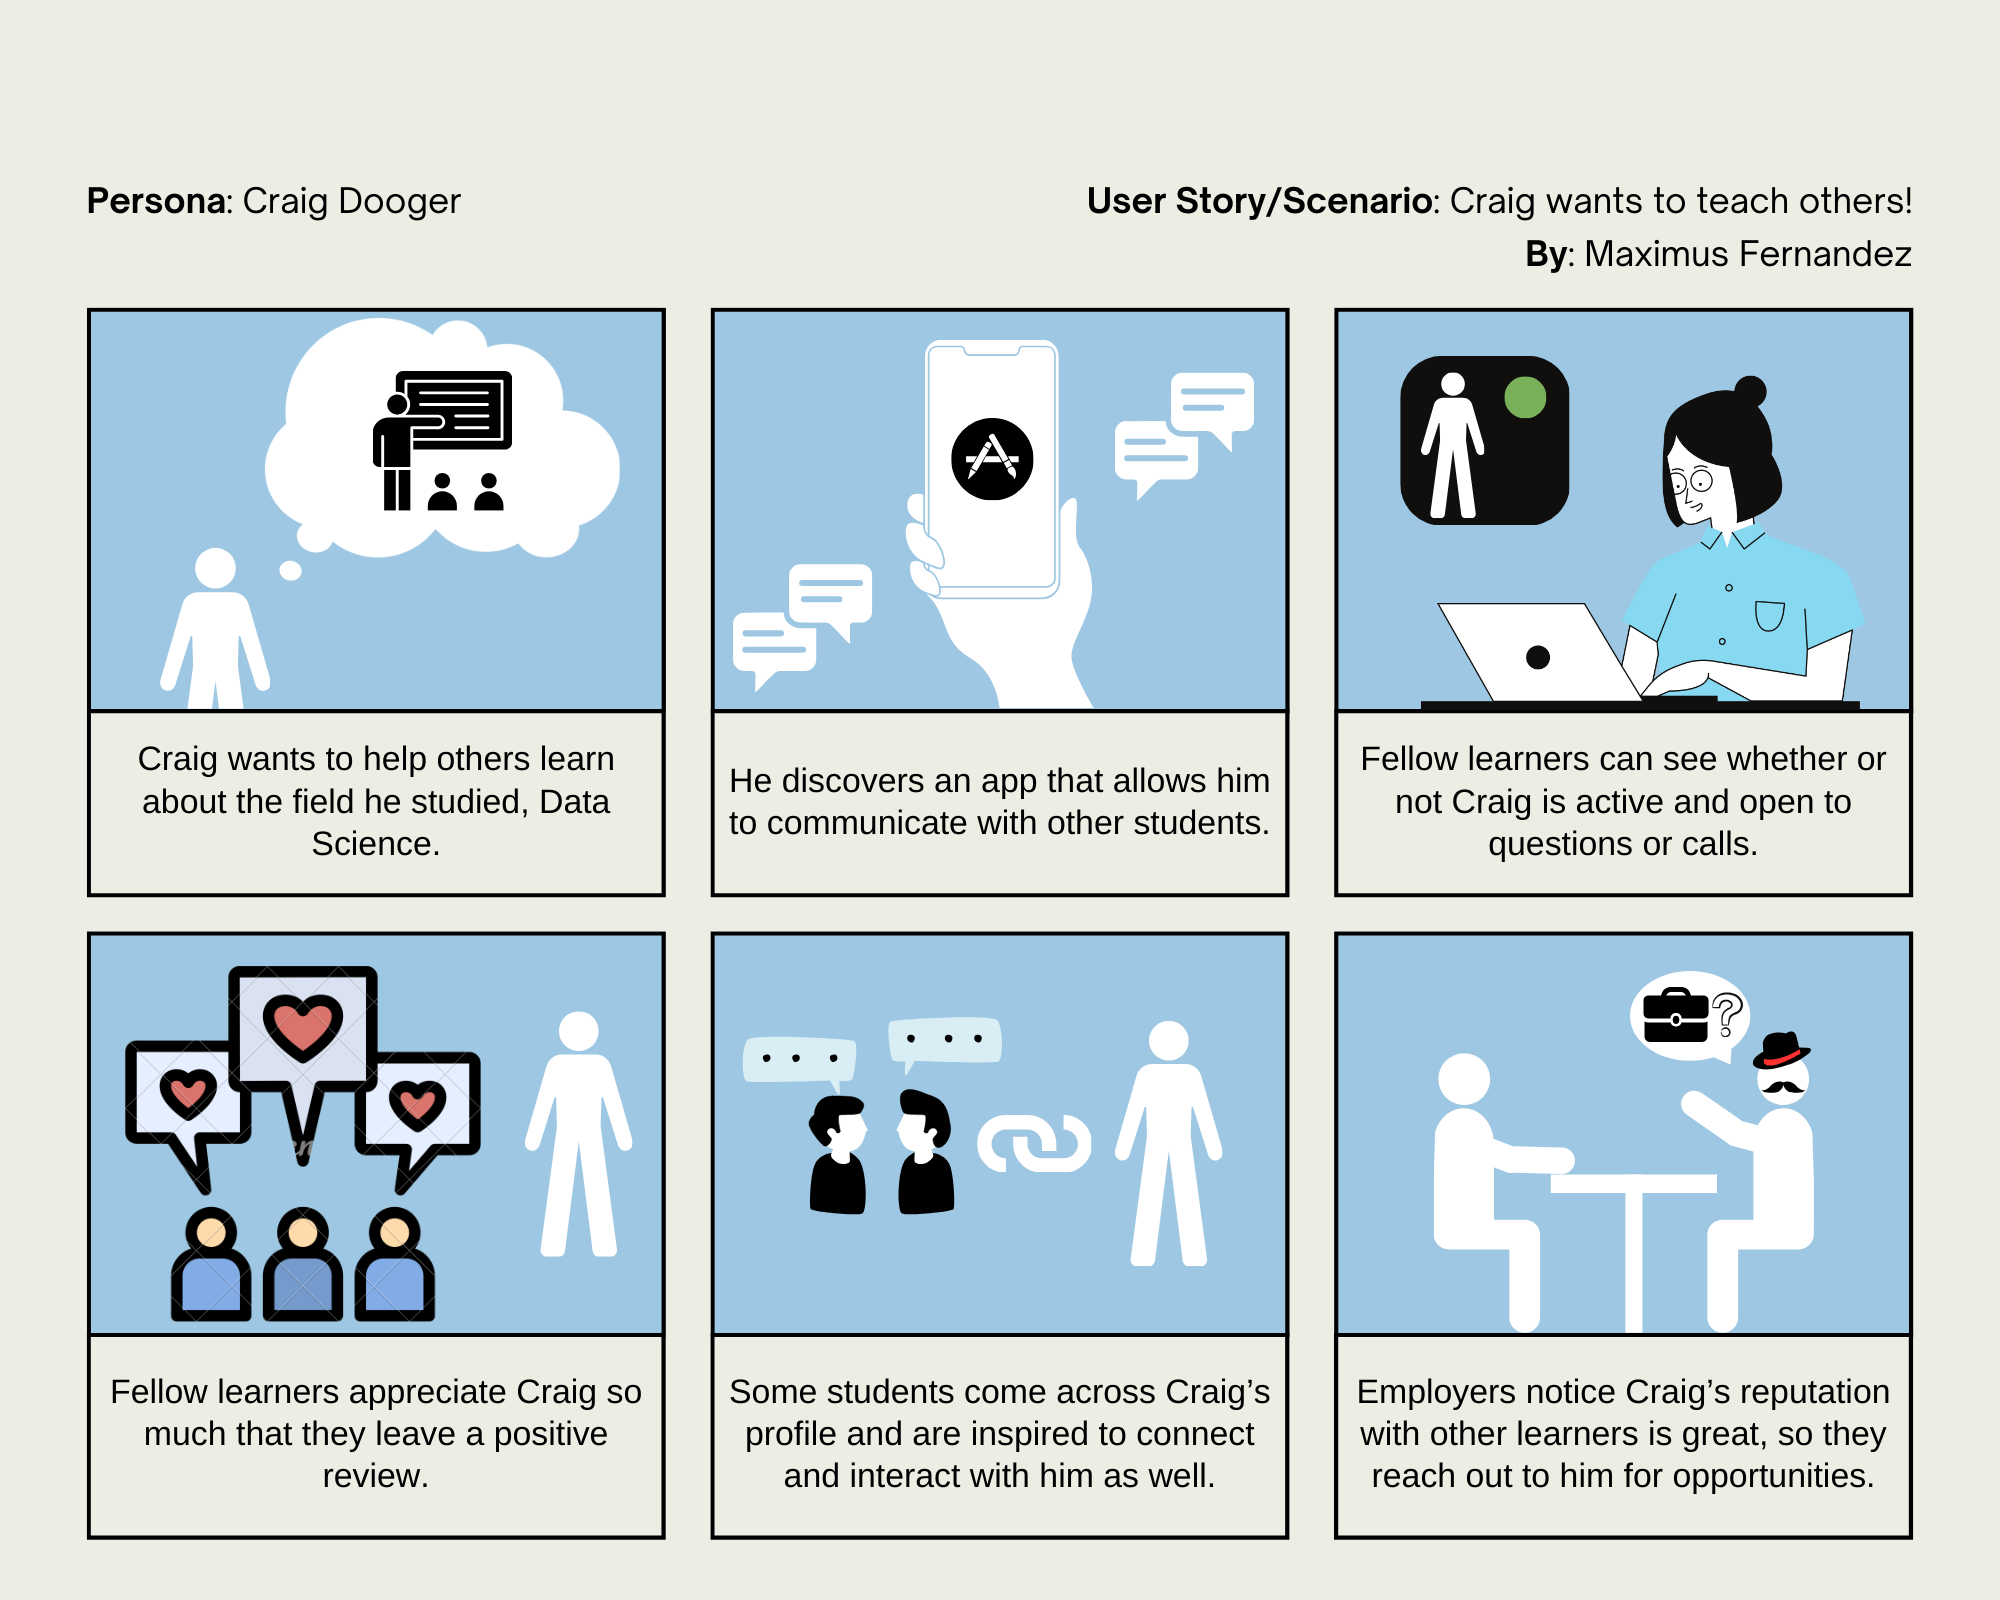 Persona: Craig Dooger
User Story/Scenario: Craig wants to teach others!
By: Maximus Fernandez
Craig wants to help others learn
about the field he studied, Data
Science.
He discovers an app that allows him
to communicate with other students.
Fellow learners can see whether or
not Craig is active and open to
questions or calls.
Fellow learners appreciate Craig so
much that they leave a positive
review.
Some students come across Craig’s
profile and are inspired to connect
and interact with him as well.
Employers notice Craig’s reputation
with other learners is great, so they
reach out to him for opportunities.